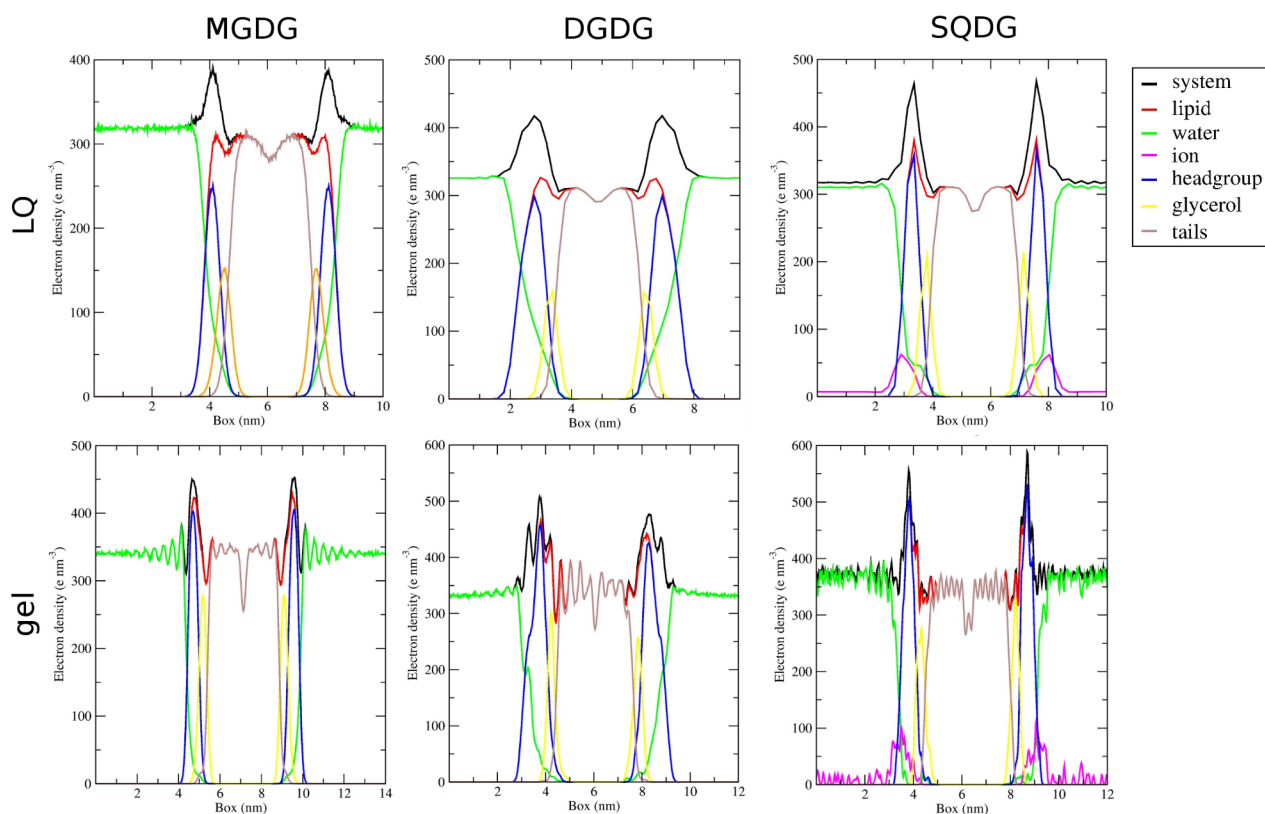 MGDG
DGDG
SQDG
LQ
gel
400
300
200
100
0
2
4
6
8
10
Electron density (e nm⁻³)
Box (nm)
500
400
300
200
100
0
2
4
6
8
Electron density (e nm⁻³)
Box (nm)
500
400
300
200
100
0
2
4
6
8
10
Electron density (e nm⁻³)
Box (nm)
system
lipid
water
ion
headgroup
glycerol
tails
500
400
300
200
100
0
2
4
6
8
10
12
14
Electron density (e nm⁻³)
Box (nm)
600
500
400
300
200
100
0
2
4
6
8
10
12
Electron density (e nm⁻³)
Box (nm)
600
500
400
300
200
100
0
2
4
6
8
10
12
Electron density (e nm⁻³)
Box (nm)